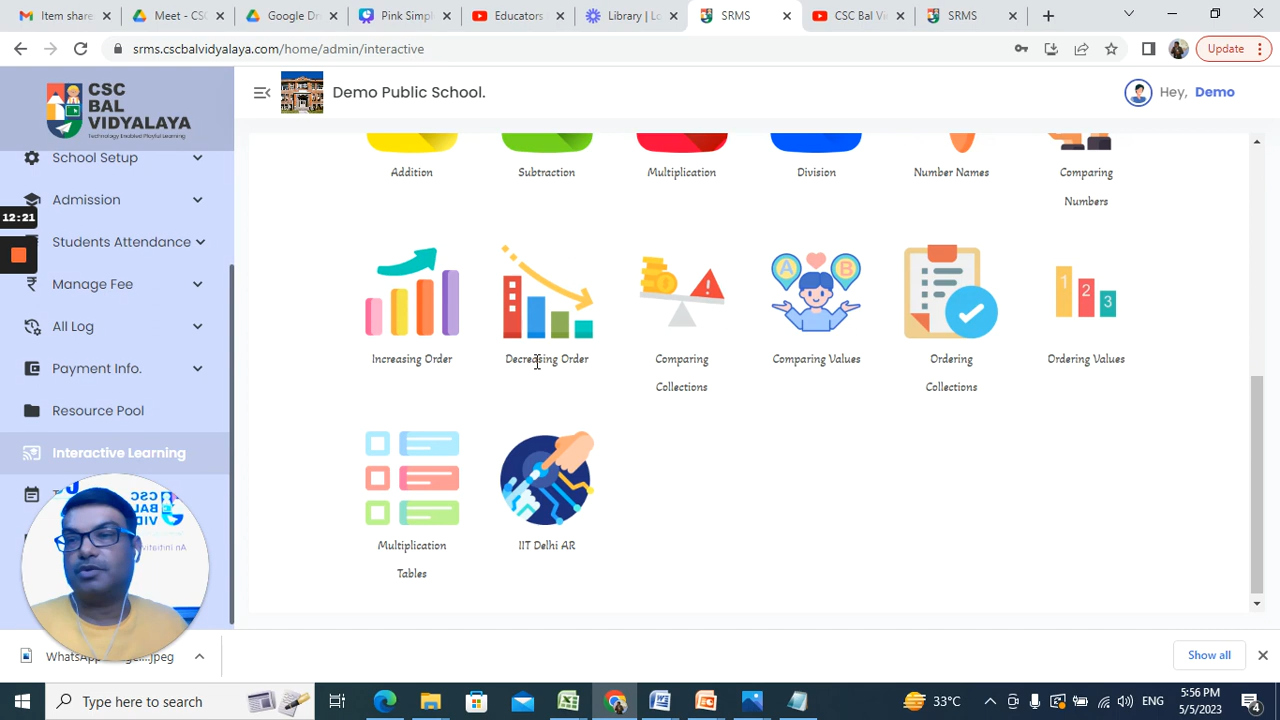 Item share
Meet - CSC
Google Dr
Pink Simpl
Educators
Library | Lo
SRMS
CSC Bal Vi
SRMS
srms.cscbalvidyalaya.com/home/admin/interactive
Update
CSC
BAL
VIDYALAYA
Technology Enabled Playful Learning
Demo Public School.
Hey, Demo
School Setup
Admission
12:21
Students Attendance
Manage Fee
All Log
Payment Info.
Resource Pool
Interactive Learning
Addition
Subtraction
Multiplication
Division
Number Names
Comparing
Numbers
Increasing Order
Decreasing Order
Comparing
Collections
A
B
Comparing Values
Ordering
Collections
1
2
3
Ordering Values
Multiplication
Tables
IIT Delhi AR
Show all
Type here to search
33°C
ENG
5:56 PM
5/5/2023
4